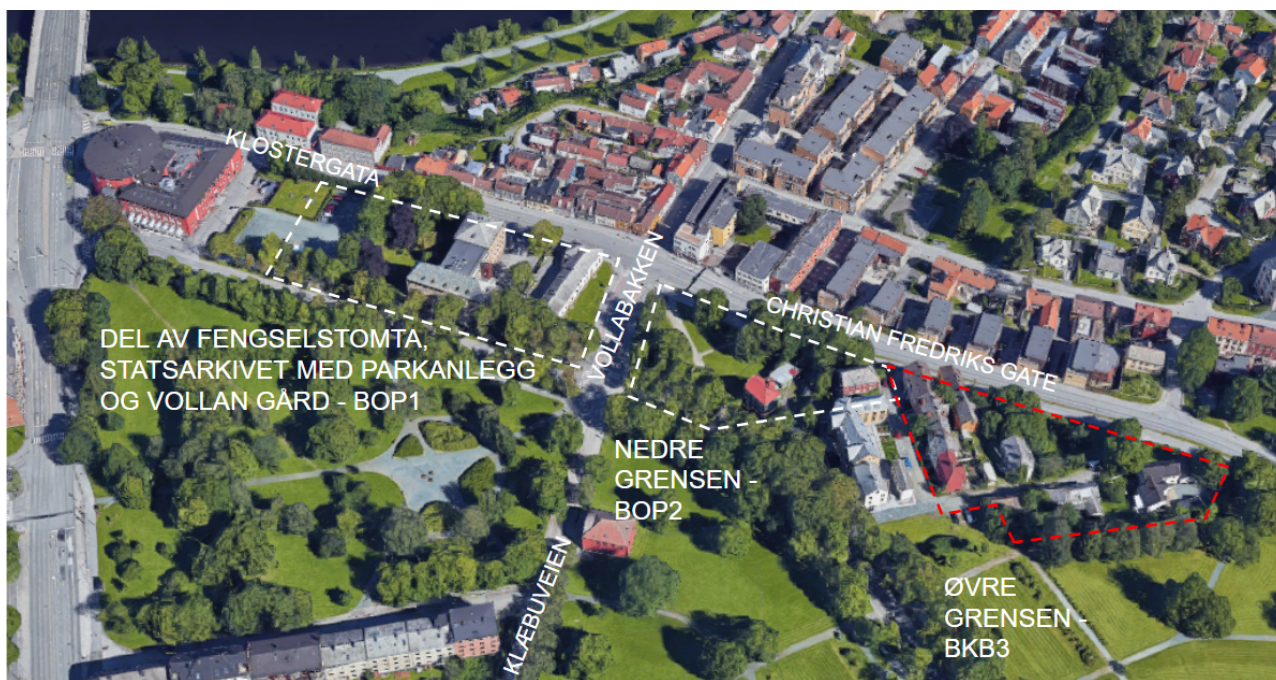 KLOSTERGATA
VOLLABAKKEN
CHRISTIAN FREDRIKS GATE
DEL AV FENGSELSTOMTA,
STATSARKIVET MED PARKANLEGG
OG VOLLAN GÅRD - BOP1
NEDRE
GRENSEN -
BOP2
KLÆBUVEIEN
ØVRE
GRENSEN -
BKB3